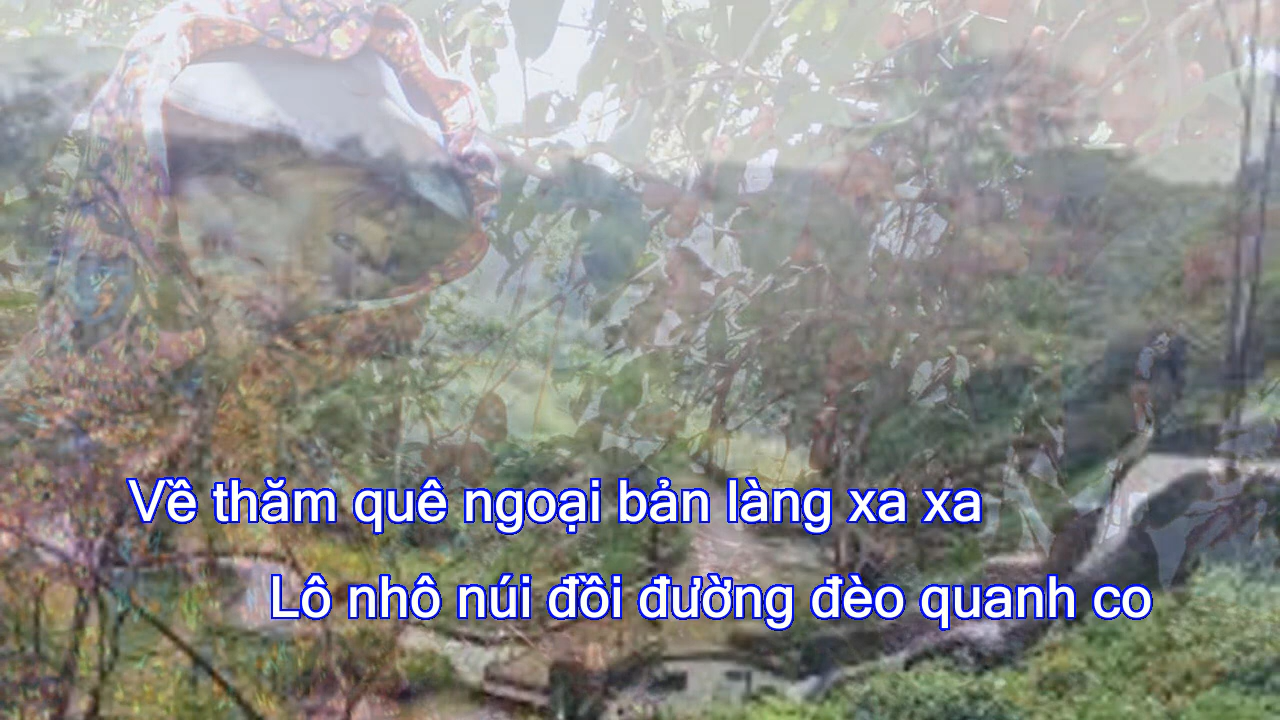 Về thăm quê ngoại bản làng xa xa
Lô nhô núi đồi đường đèo quanh co